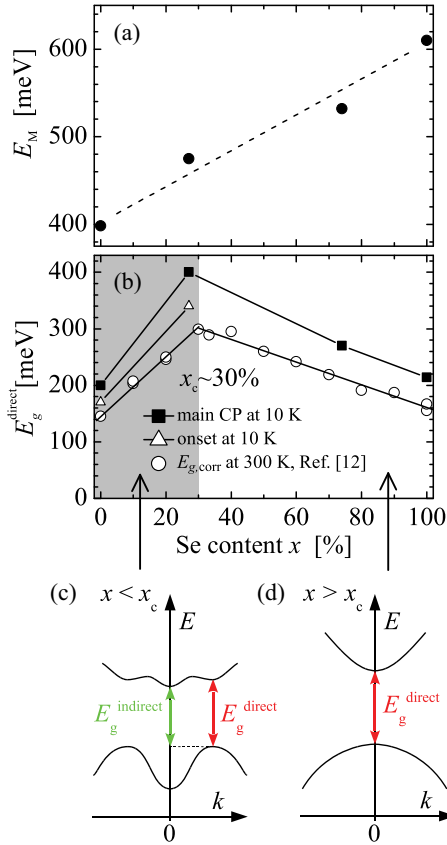 (a)
600
500
400
E_M [meV]
(b)
400
300
200
100
0
E_g^direct [meV]
x_c~30%
main CP at 10 K
onset at 10 K
E_g,corr at 300 K, Ref. [12]
0 20 40 60 80 100
Se content x [%]
(c) x < x_c
E
E_g^indirect
E_g^direct
k
0
(d) x > x_c
E
E_g^direct
k
0